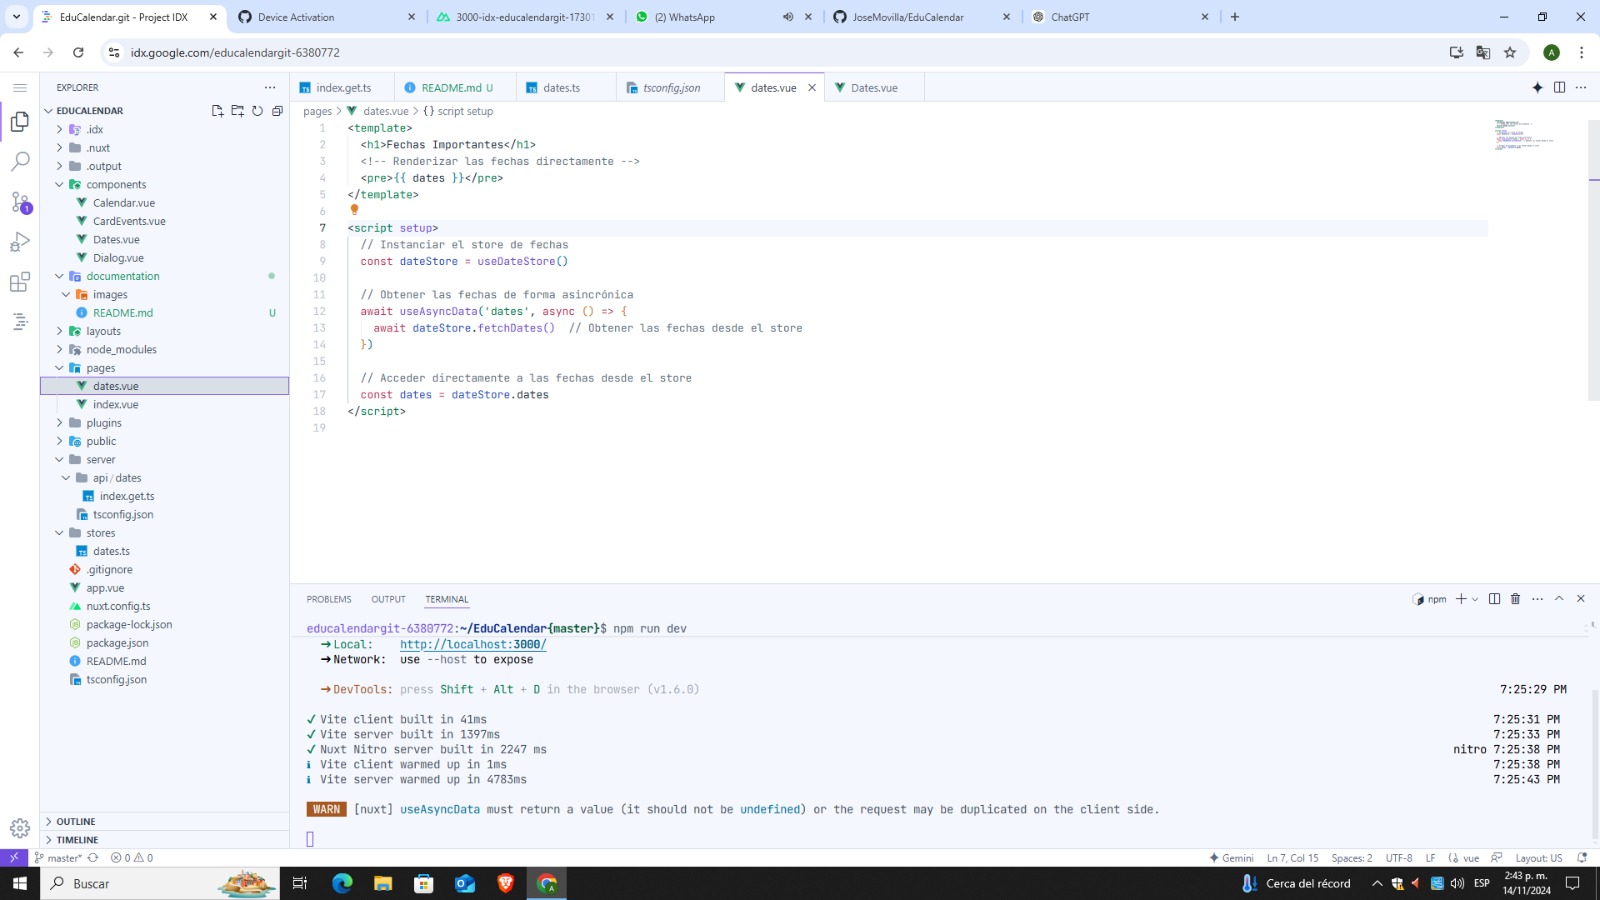 EduCalendar.git - Project IDX
Device Activation
3000-idx-educalendargit-17301
(2) WhatsApp
JoseMovilla/EduCalendar
ChatGPT
idx.google.com/educalendargit-6380772
A
EXPLORER
EDUCALENDAR
.idx
.nuxt
.output
components
Calendar.vue
CardEvents.vue
Dates.vue
Dialog.vue
documentation
images
README.md U
layouts
node_modules
pages
dates.vue
index.vue
plugins
public
server
api / dates
index.get.ts
tsconfig.json
stores
dates.ts
.gitignore
app.vue
nuxt.config.ts
package-lock.json
package.json
README.md
tsconfig.json
OUTLINE
TIMELINE
1
index.get.ts
README.md U
dates.ts
tsconfig.json
dates.vue
Dates.vue
pages > dates.vue > {} script setup
1 <template>
2 <h1>Fechas Importantes</h1>
3 <!-- Renderizar las fechas directamente -->
4 <pre>{{ dates }}</pre>
5 </template>
6
7 <script setup>
8 // Instanciar el store de fechas
9 const dateStore = useDateStore()
10
11 // Obtener las fechas de forma asincrónica
12 await useAsyncData('dates', async () => {
13 await dateStore.fetchDates() // Obtener las fechas desde el store
14 })
15
16 // Acceder directamente a las fechas desde el store
17 const dates = dateStore.dates
18 </script>
19
PROBLEMS OUTPUT TERMINAL
npm
educalendargit-6380772:~/EduCalendar{master}$ npm run dev
➜ Local: http://localhost:3000/
➜ Network: use --host to expose
➜ DevTools: press Shift + Alt + D in the browser (v1.6.0) 7:25:29 PM
✓ Vite client built in 41ms 7:25:31 PM
✓ Vite server built in 1397ms 7:25:33 PM
✓ Nuxt Nitro server built in 2247 ms nitro 7:25:38 PM
ℹ Vite client warmed up in 1ms 7:25:38 PM
ℹ Vite server warmed up in 4783ms 7:25:43 PM
WARN [nuxt] useAsyncData must return a value (it should not be undefined) or the request may be duplicated on the client side.
master* 0 0
Gemini Ln 7, Col 15 Spaces: 2 UTF-8 LF vue Layout: US
Buscar
Cerca del récord
ESP
2:43 p. m.
14/11/2024